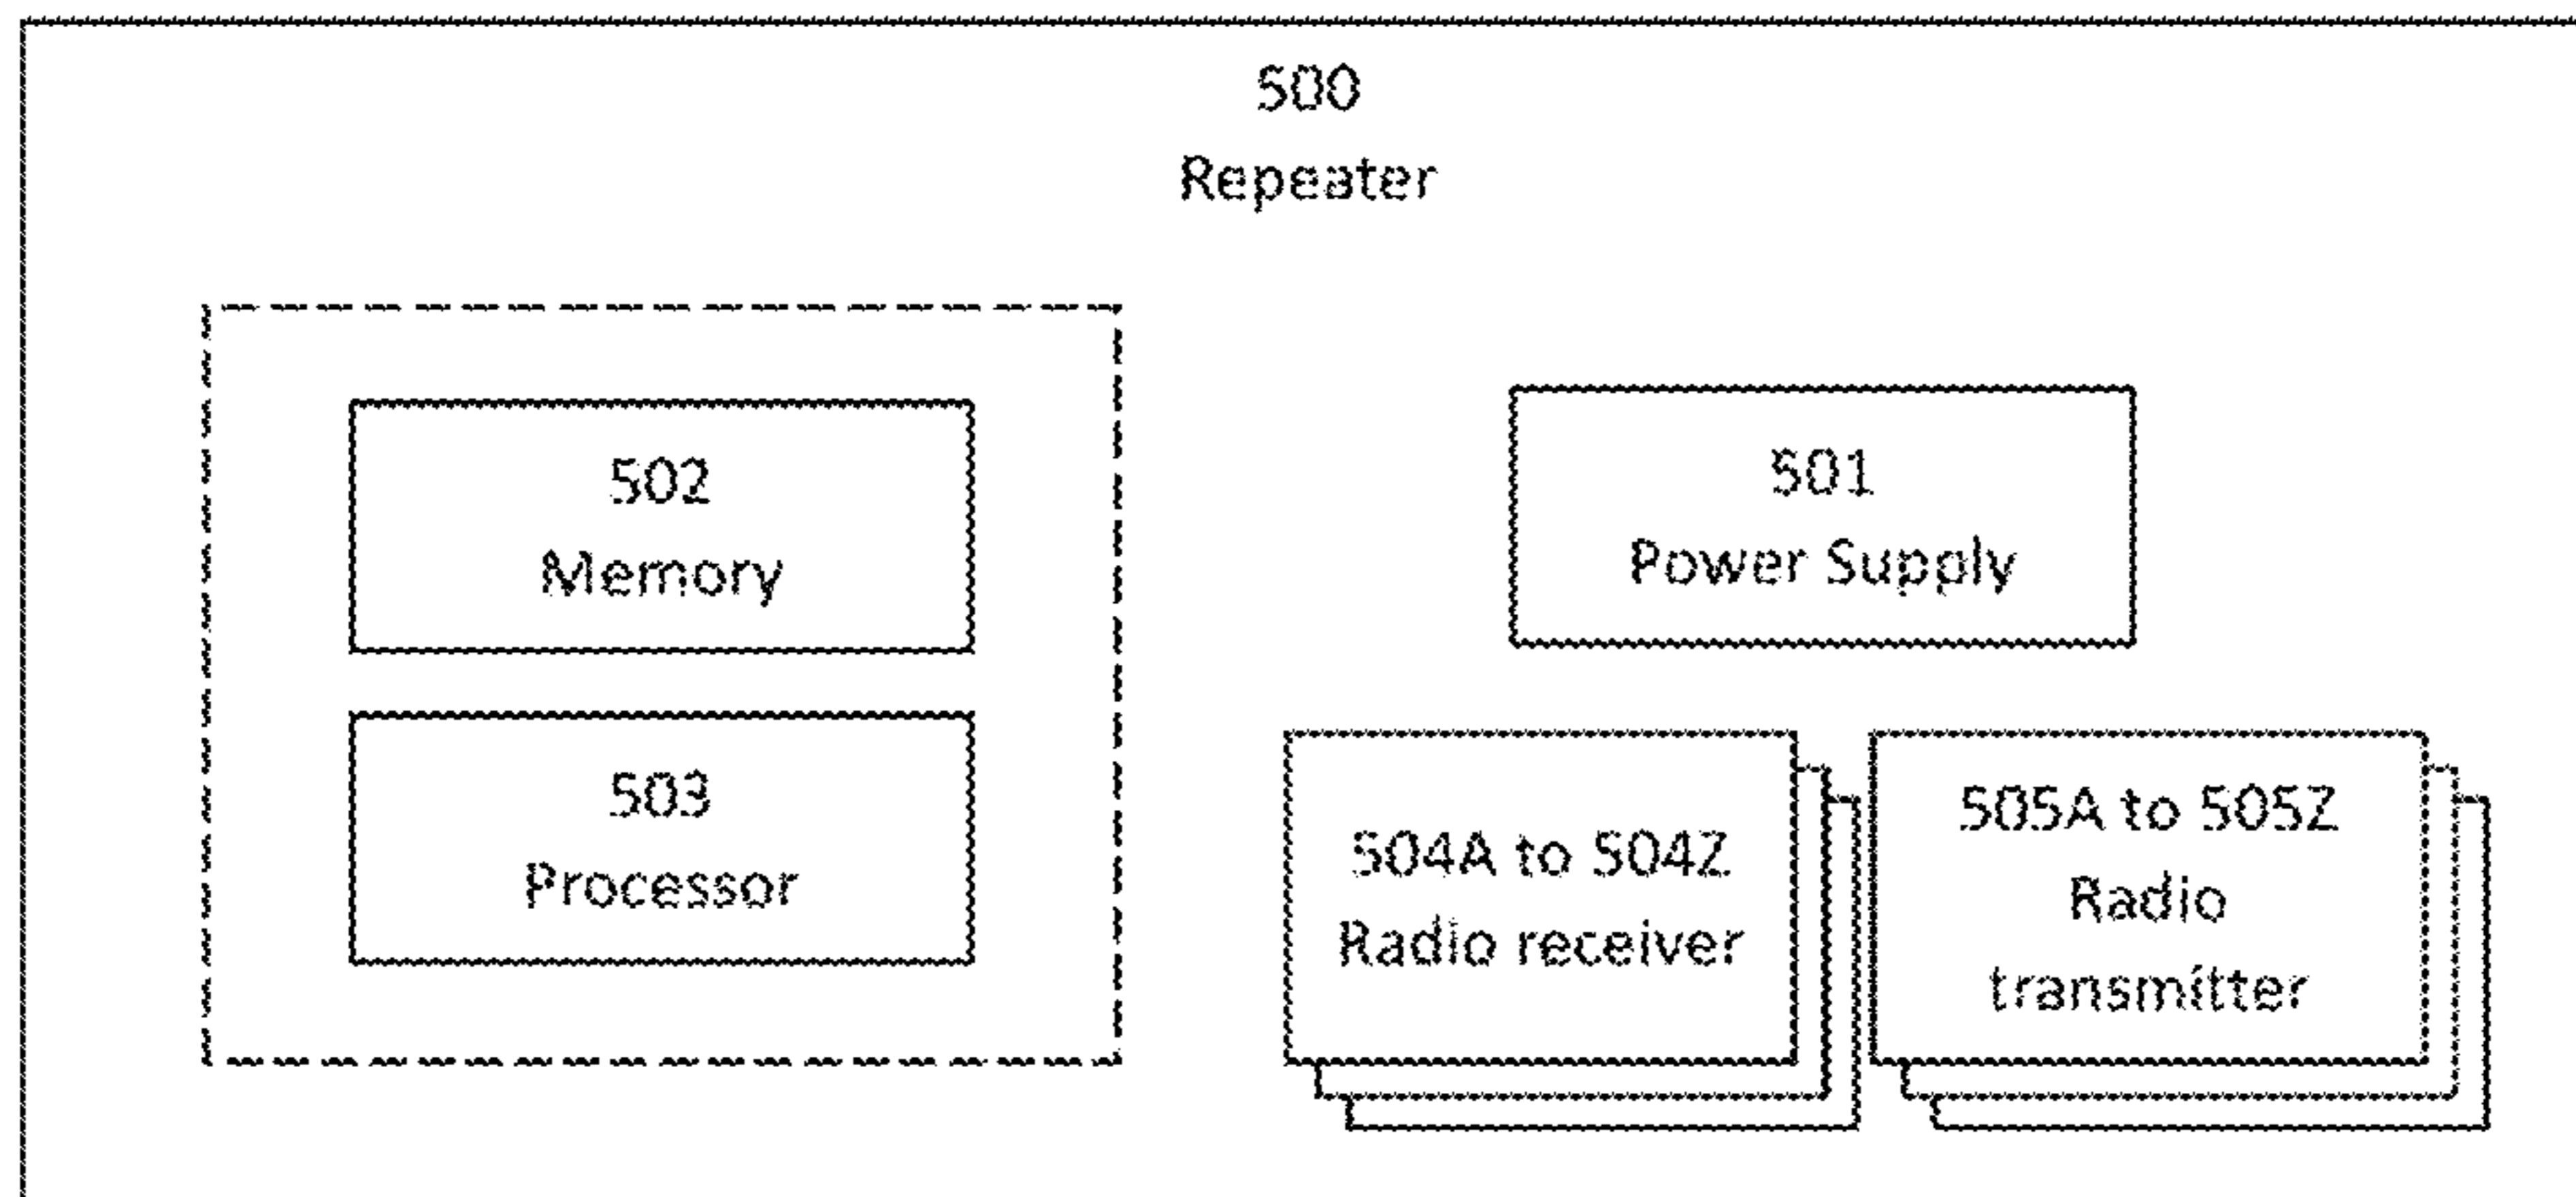 500
Repeater
502
Memory
503
Processor
501
Power Supply
504A to 504Z
Radio receiver
505A to 505Z
Radio
transmitter